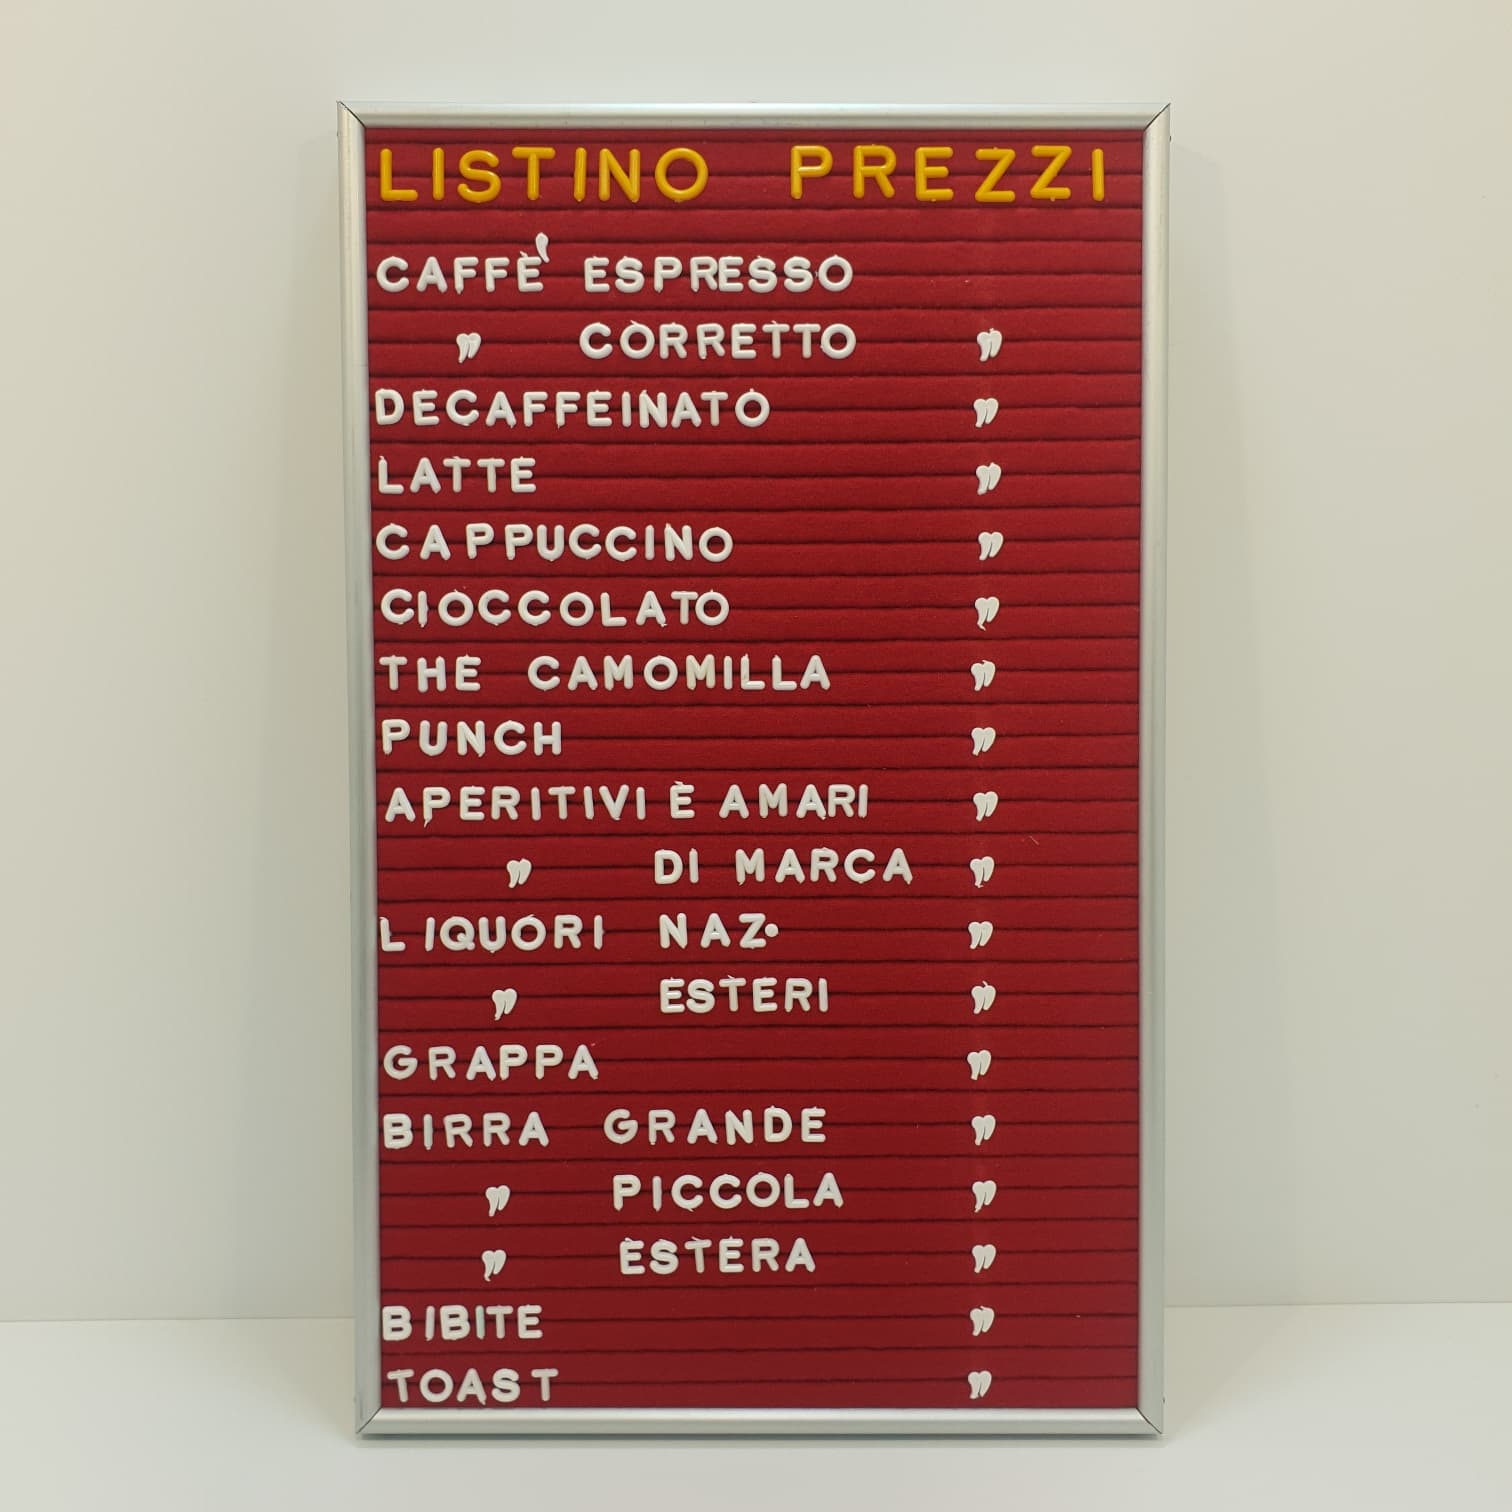 LISTINO PREZZI
CAFFE' ESPRESSO
" CORRETTO "
DECAFFEINATO "
LATTE "
CAPPUCCINO "
CIOCCOLATO "
THE CAMOMILLA "
PUNCH "
APERITIVI E AMARI "
" DI MARCA "
LIQUORI NAZ. "
" ESTERI "
GRAPPA "
BIRRA GRANDE "
" PICCOLA "
" ESTERA "
BIBITE "
TOAST "